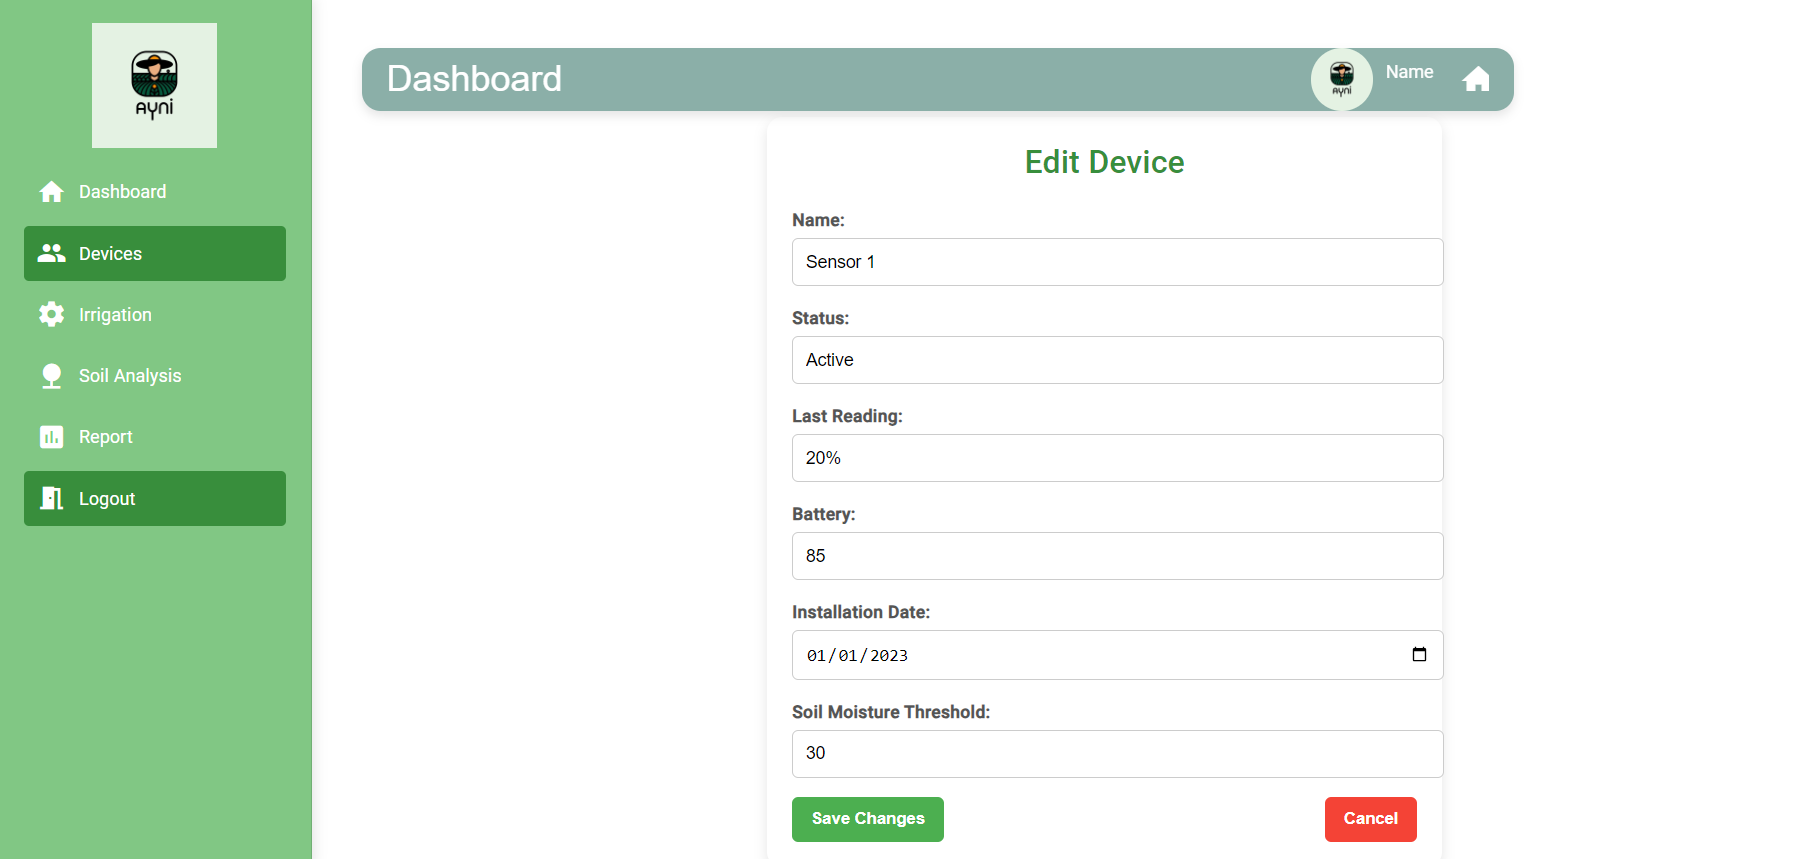 AYNi
Dashboard
Devices
Irrigation
Soil Analysis
Report
Logout
Dashboard
AYNi
Name
Edit Device
Name:
Sensor 1
Status:
Active
Last Reading:
20%
Battery:
85
Installation Date:
01/01/2023
Soil Moisture Threshold:
30
Save Changes
Cancel